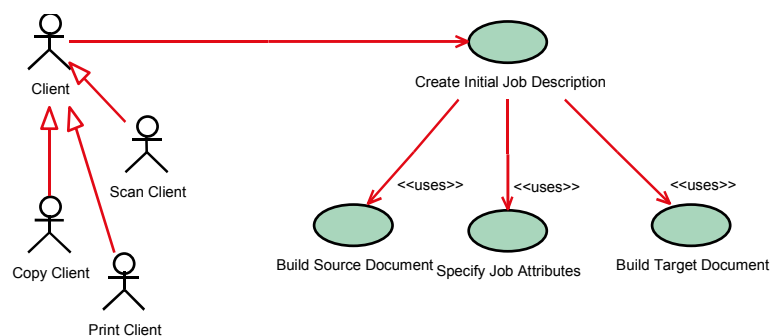 Create Initial Job Description
Client
Scan Client
<<uses>>
<<uses>>
<<uses>>
Copy Client
Build Source Document
Specify Job Attributes
Build Target Document
Print Client